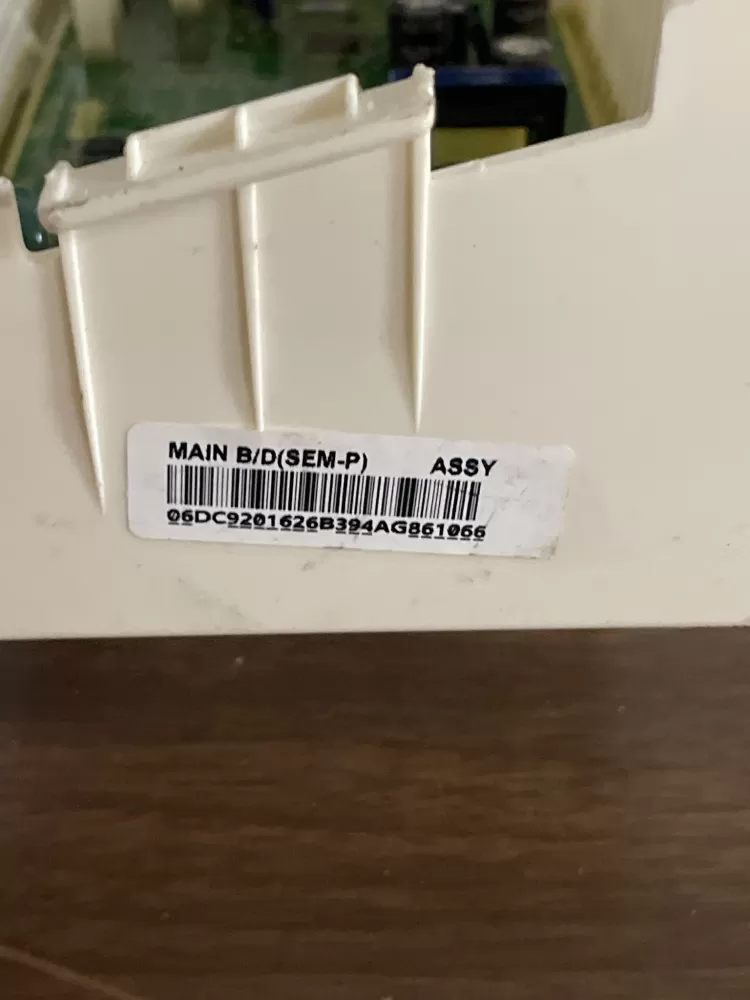 MAIN B/D(SEM-P) ASSY
06DC9201626B394AG861066